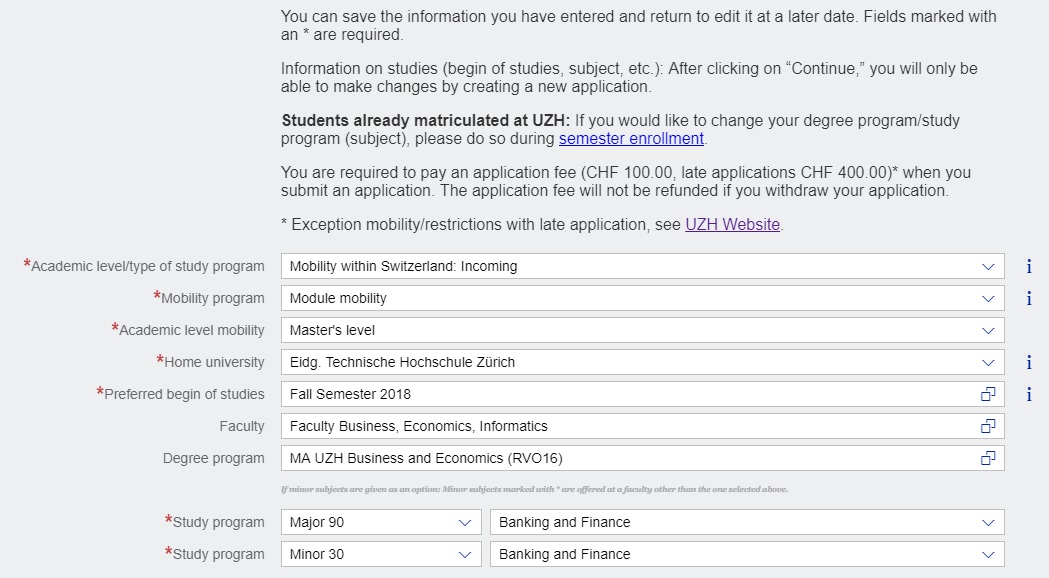 You can save the information you have entered and return to edit it at a later date. Fields marked with
an * are required.
Information on studies (begin of studies, subject, etc.): After clicking on “Continue,” you will only be
able to make changes by creating a new application.
Students already matriculated at UZH: If you would like to change your degree program/study
program (subject), please do so during semester enrollment.
You are required to pay an application fee (CHF 100.00, late applications CHF 400.00)* when you
submit an application. The application fee will not be refunded if you withdraw your application.
* Exception mobility/restrictions with late application, see UZH Website.
*Academic level/type of study program Mobility within Switzerland: Incoming i
*Mobility program Module mobility i
*Academic level mobility Master's level
*Home university Eidg. Technische Hochschule Zürich i
*Preferred begin of studies Fall Semester 2018 i
Faculty Faculty Business, Economics, Informatics
Degree program MA UZH Business and Economics (RVO16)
If minor subjects are given as an option: Minor subjects marked with * are offered at a faculty other than the one selected above.
*Study program Major 90 Banking and Finance
*Study program Minor 30 Banking and Finance